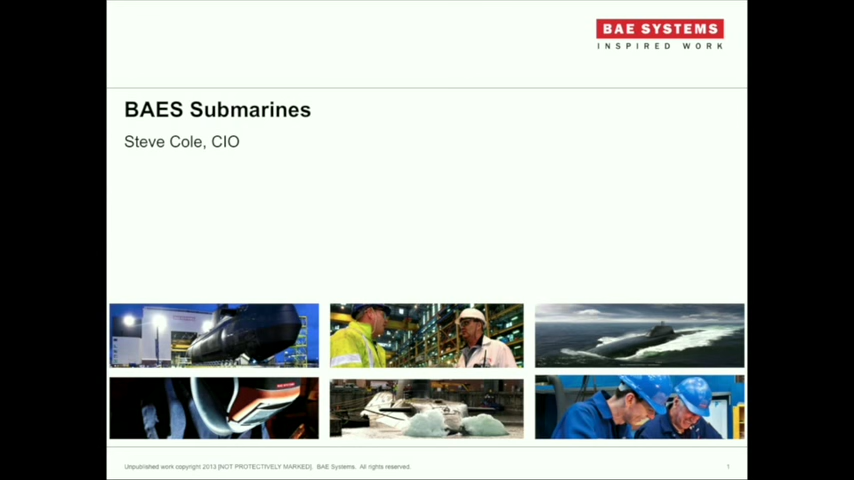 BAE SYSTEMS
INSPIRED WORK
BAES Submarines
Steve Cole, CIO
Unpublished work copyright 2013 [NOT PROTECTIVELY MARKED]. BAE Systems. All rights reserved.
1